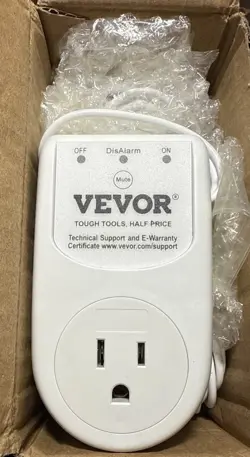 OFF DisAlarm ON
Mute
VEVOR®
TOUGH TOOLS, HALF PRICE
Technical Support and E-Warranty
Certificate www.vevor.com/support